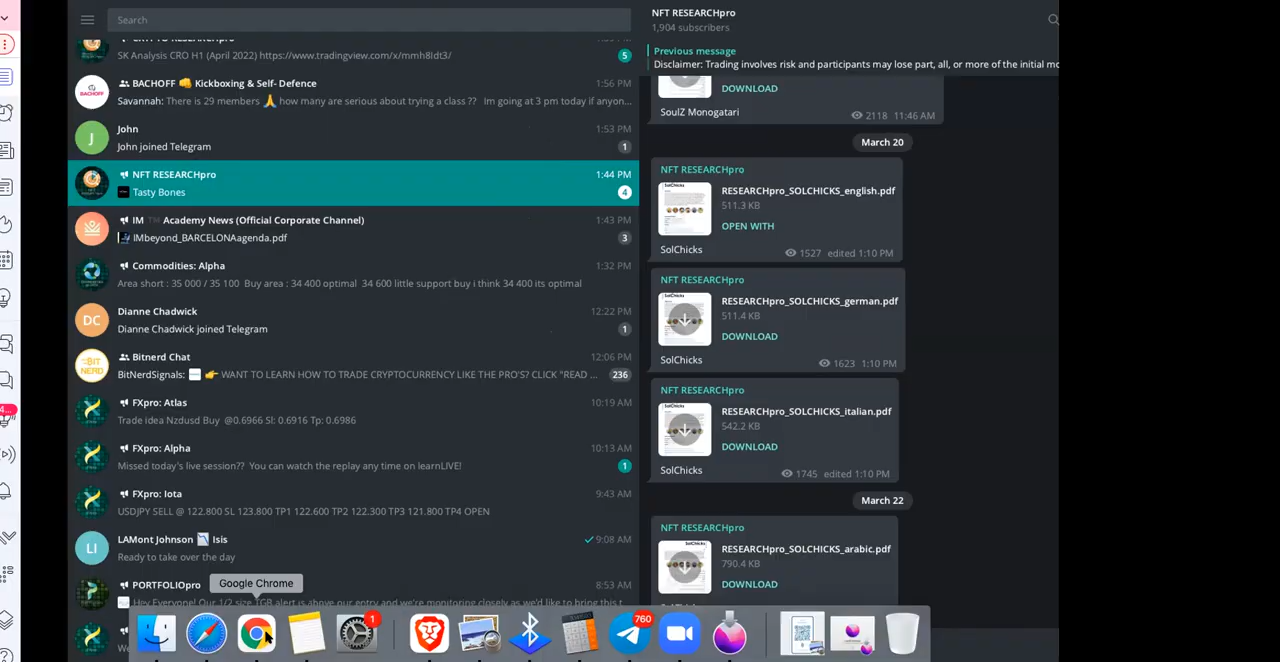 Search
SK Analysis CRO H1 (April 2022) https://www.tradingview.com/x/mmh8Idt3/
5
BACHOFF 👊 Kickboxing & Self- Defence
1:56 PM
BACHOFF
Savannah: There is 29 members 🙏 how many are serious about trying a class ?? Im going at 3 pm today if anyon...
J
John
1:53 PM
John joined Telegram
1
NFT RESEARCHpro
1:44 PM
Tasty Bones
4
IM ™ Academy News (Official Corporate Channel)
1:43 PM
IMbeyond_BARCELONAagenda.pdf
3
Commodities: Alpha
1:32 PM
Area short : 35 000 / 35 100 Buy area : 34 400 optimal 34 600 little support buy i think 34 400 its optimal
DC
Dianne Chadwick
12:22 PM
Dianne Chadwick joined Telegram
1
BIT NERD
Bitnerd Chat
12:06 PM
BitNerdSignals: 👉 WANT TO LEARN HOW TO TRADE CRYPTOCURRENCY LIKE THE PRO'S? CLICK "READ ...
236
FXpro: Atlas
10:19 AM
Trade idea Nzdusd Buy @0.6966 Sl: 0.6916 Tp: 0.6986
FXpro: Alpha
10:13 AM
Missed today's live session?? You can watch the replay any time on learnLIVE!
1
FXpro: Iota
9:43 AM
USDJPY SELL @ 122.800 SL 123.800 TP1 122.600 TP2 122.300 TP3 121.800 TP4 OPEN
LI
LAMont Johnson Isis
9:08 AM
Ready to take over the day
PORTFOLIOpro
8:53 AM
Google Chrome
1
760
NFT RESEARCHpro
1,904 subscribers
Previous message
Disclaimer: Trading involves risk and participants may lose part, all, or more of the initial mo
DOWNLOAD
SoulZ Monogatari
2118 11:46 AM
March 20
NFT RESEARCHpro
RESEARCHpro_SOLCHICKS_english.pdf
511.3 KB
OPEN WITH
SolChicks
1527 edited 1:10 PM
NFT RESEARCHpro
RESEARCHpro_SOLCHICKS_german.pdf
511.4 KB
DOWNLOAD
SolChicks
1623 1:10 PM
NFT RESEARCHpro
RESEARCHpro_SOLCHICKS_italian.pdf
542.2 KB
DOWNLOAD
SolChicks
1745 edited 1:10 PM
March 22
NFT RESEARCHpro
RESEARCHpro_SOLCHICKS_arabic.pdf
790.4 KB
DOWNLOAD